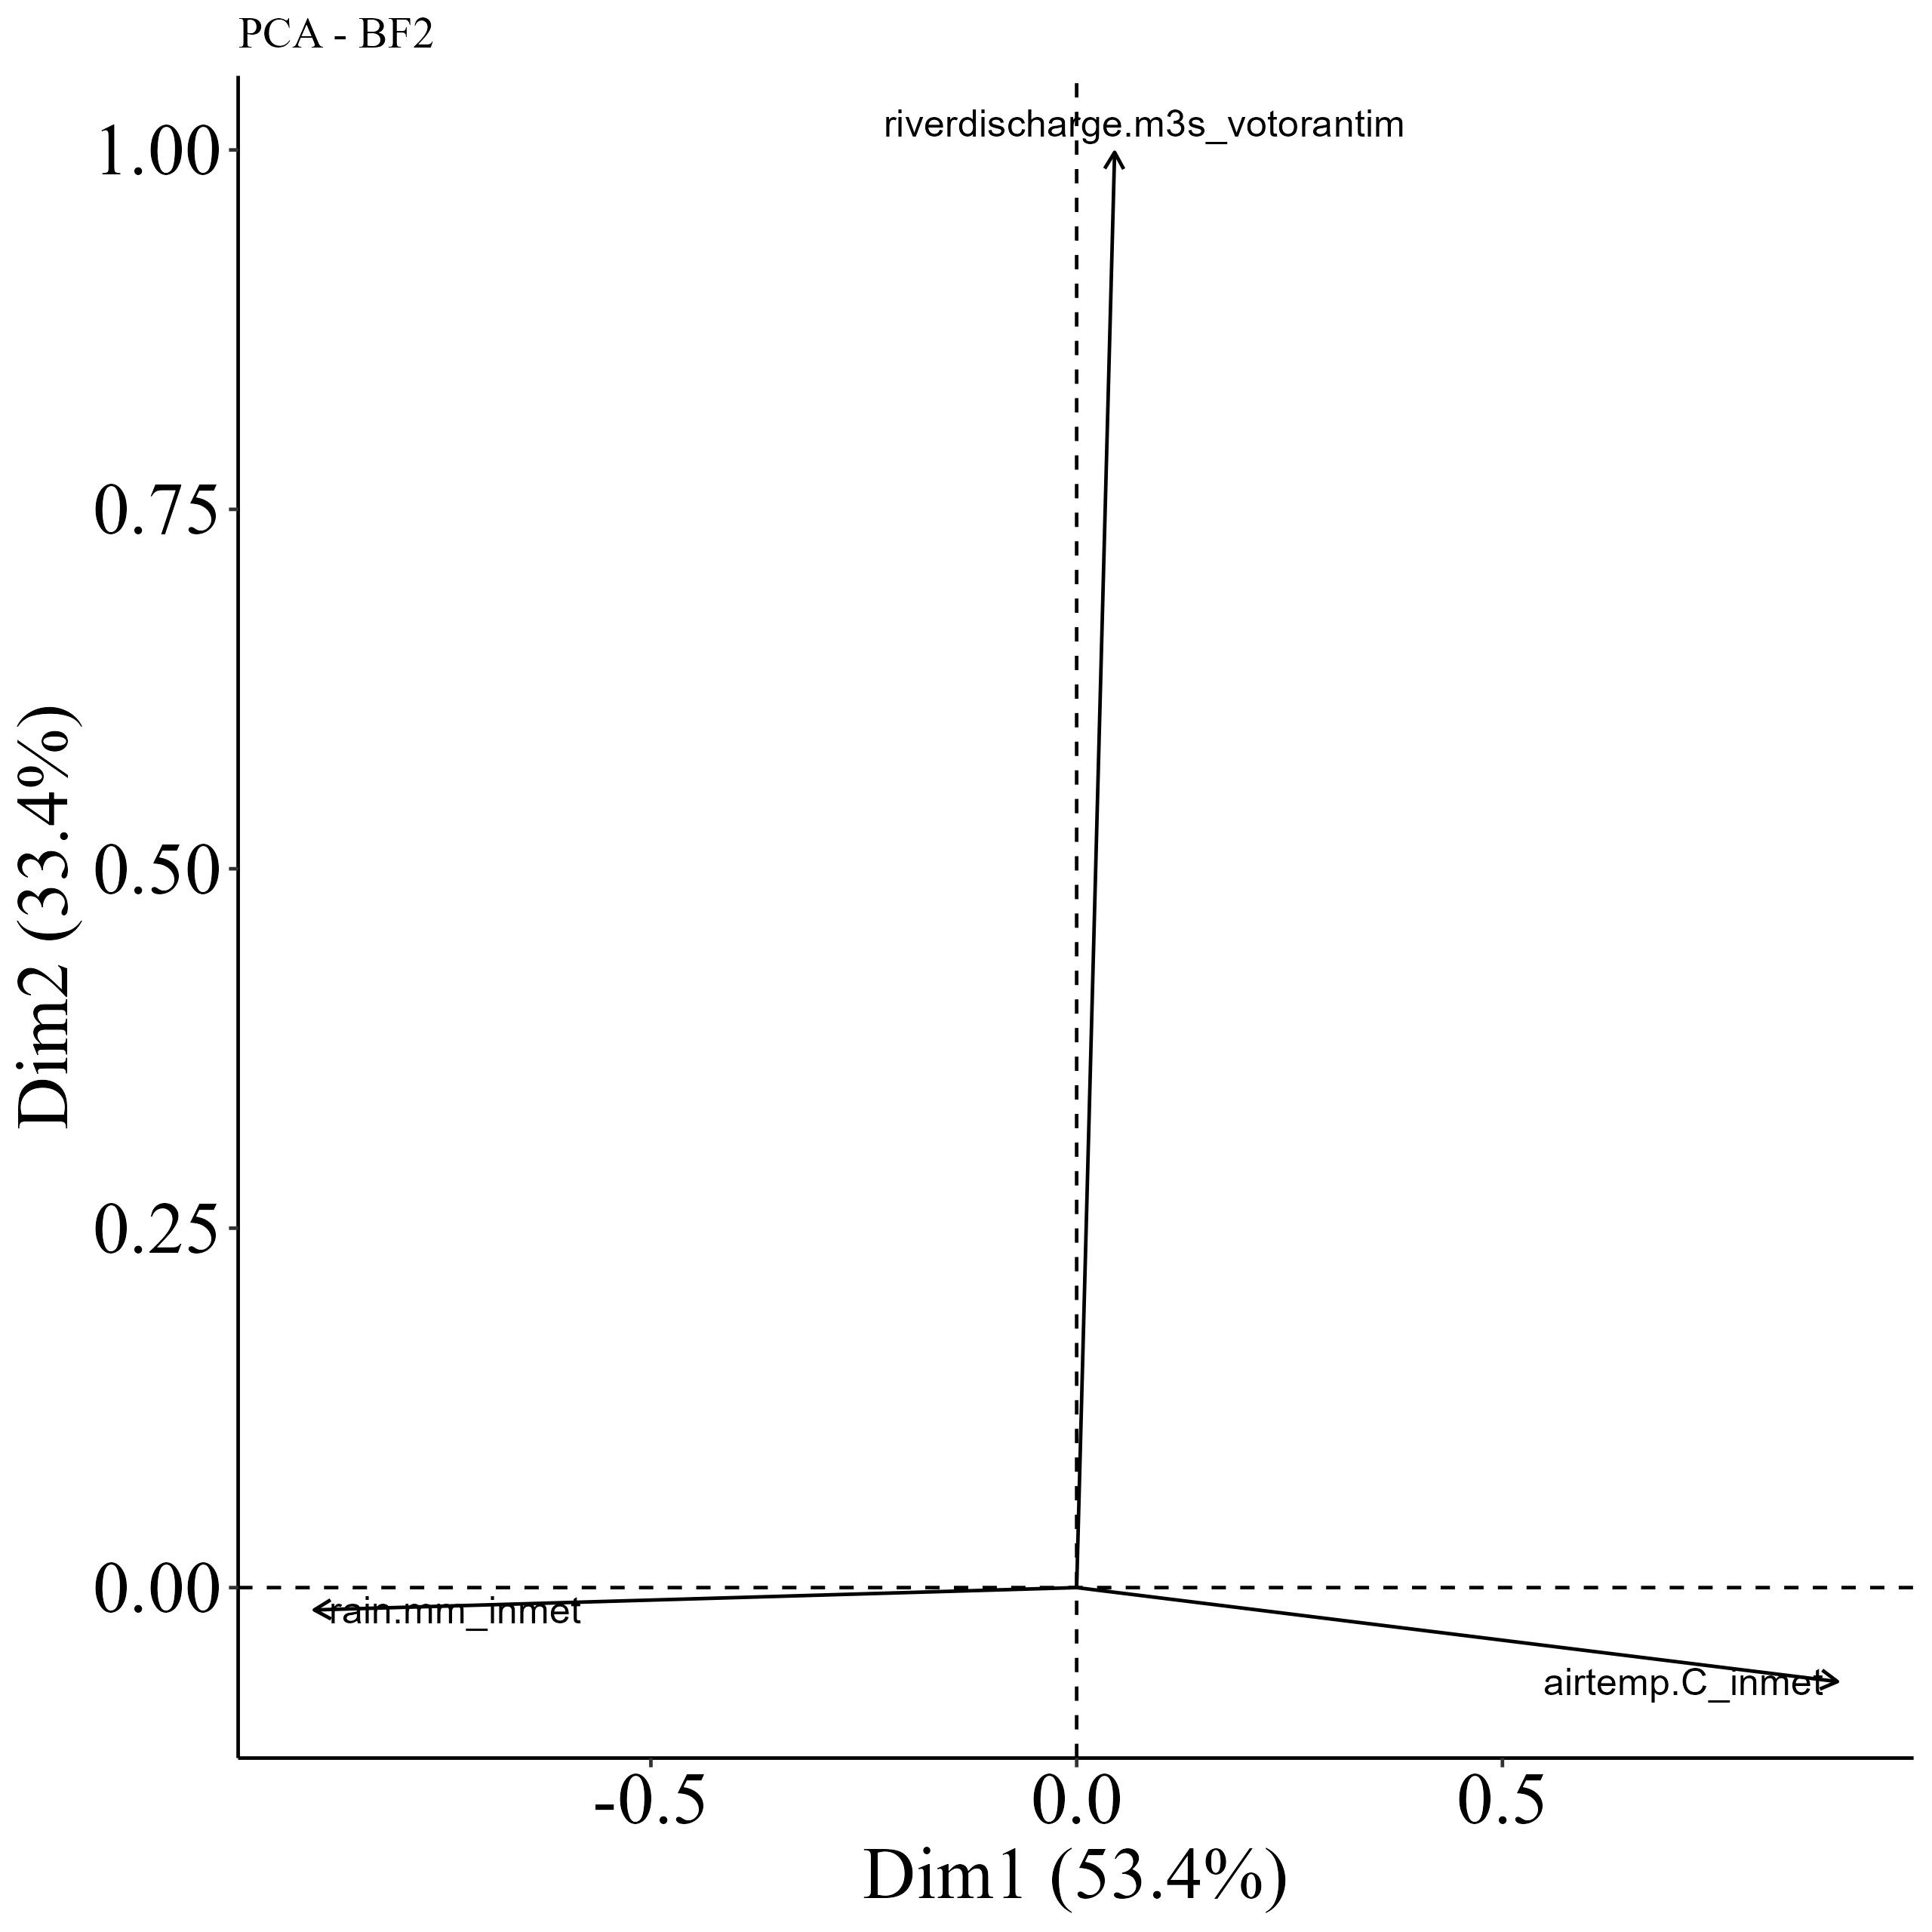 PCA - BF2
riverdischarge.m3s_votorantim
1.00
0.75
0.50
0.25
0.00
Dim2 (33.4%)
rain.mm_inmet
airtemp.C_inmet
-0.5 0.0 0.5
Dim1 (53.4%)